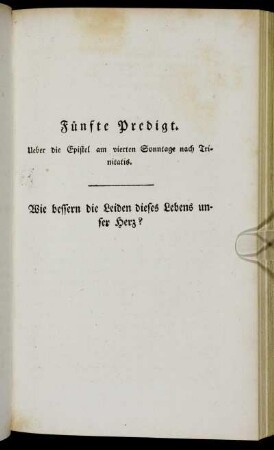 Fünfte Predigt.
Ueber die Epistel am vierten Sonntage nach Tri-
nitatis.
Wie bessern die Leiden dieses Lebens un-
ser Herz?